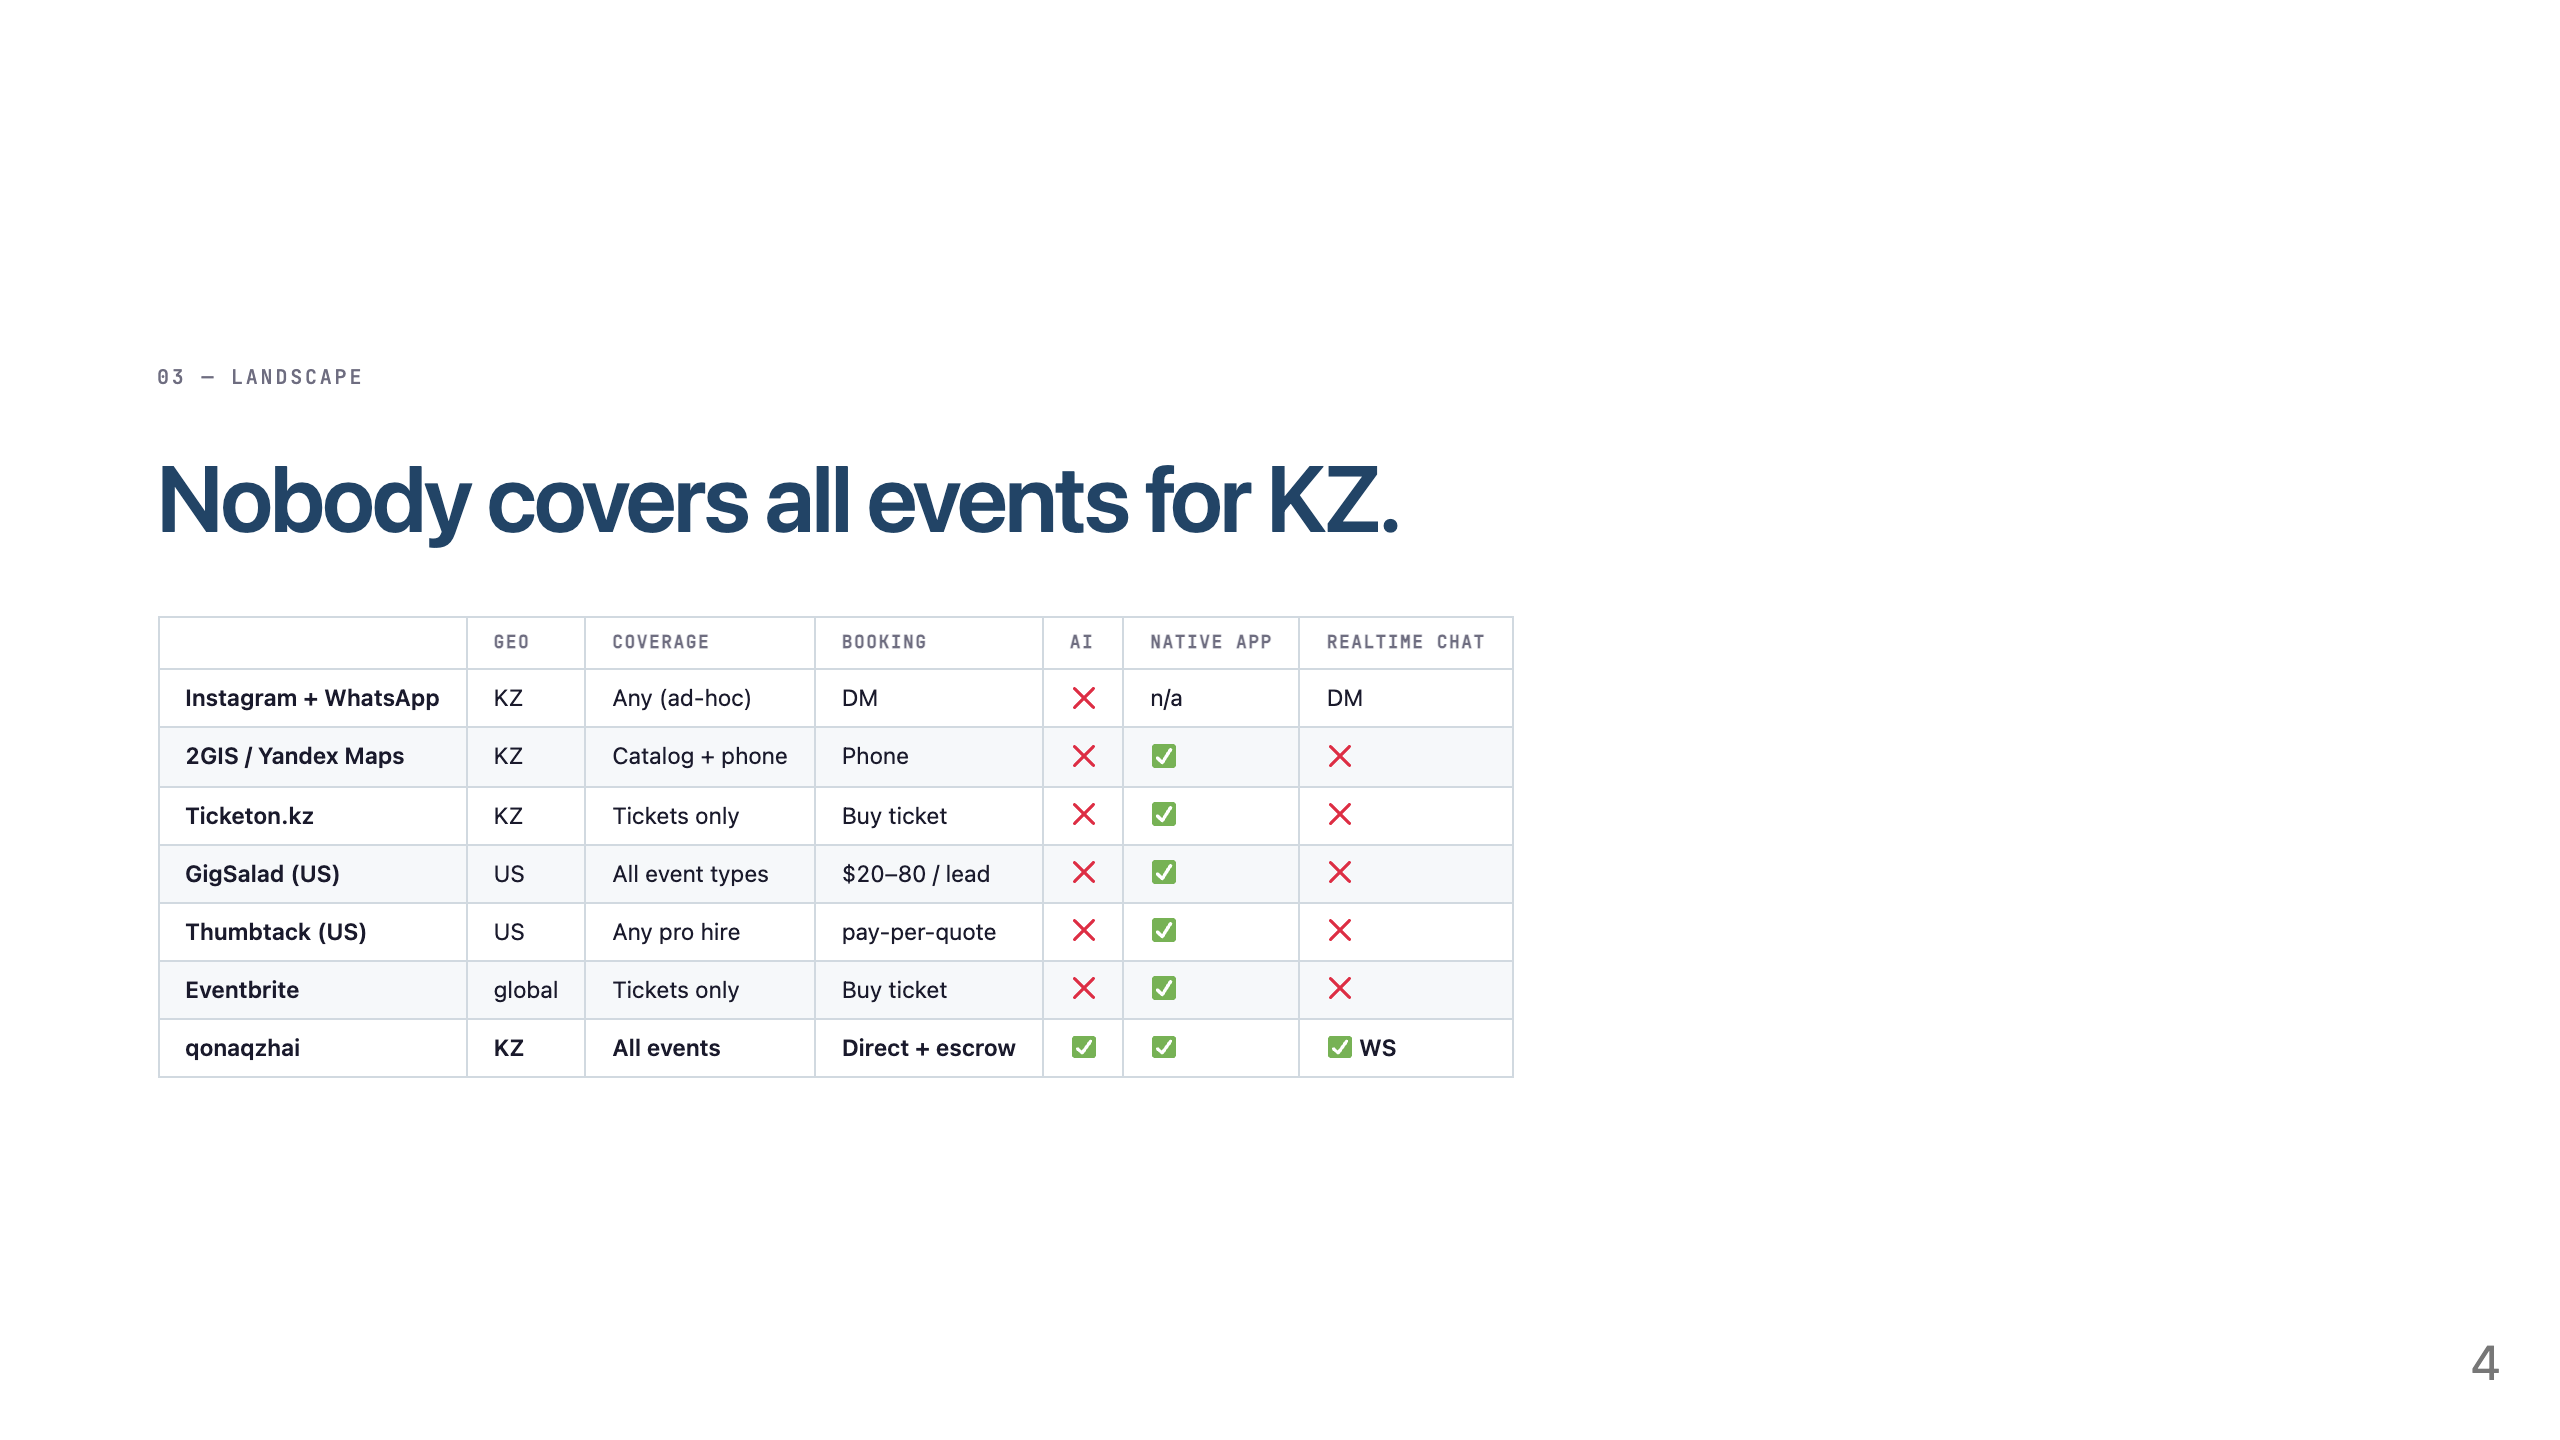 03 — LANDSCAPE
Nobody covers all events for KZ.
GEO COVERAGE BOOKING AI NATIVE APP REALTIME CHAT
Instagram + WhatsApp KZ Any (ad-hoc) DM ❌ n/a DM
2GIS / Yandex Maps KZ Catalog + phone Phone ❌ ✅ ❌
Ticketon.kz KZ Tickets only Buy ticket ❌ ✅ ❌
GigSalad (US) US All event types $20–80 / lead ❌ ✅ ❌
Thumbtack (US) US Any pro hire pay-per-quote ❌ ✅ ❌
Eventbrite global Tickets only Buy ticket ❌ ✅ ❌
qonaqzhai KZ All events Direct + escrow ✅ ✅ ✅ WS
4